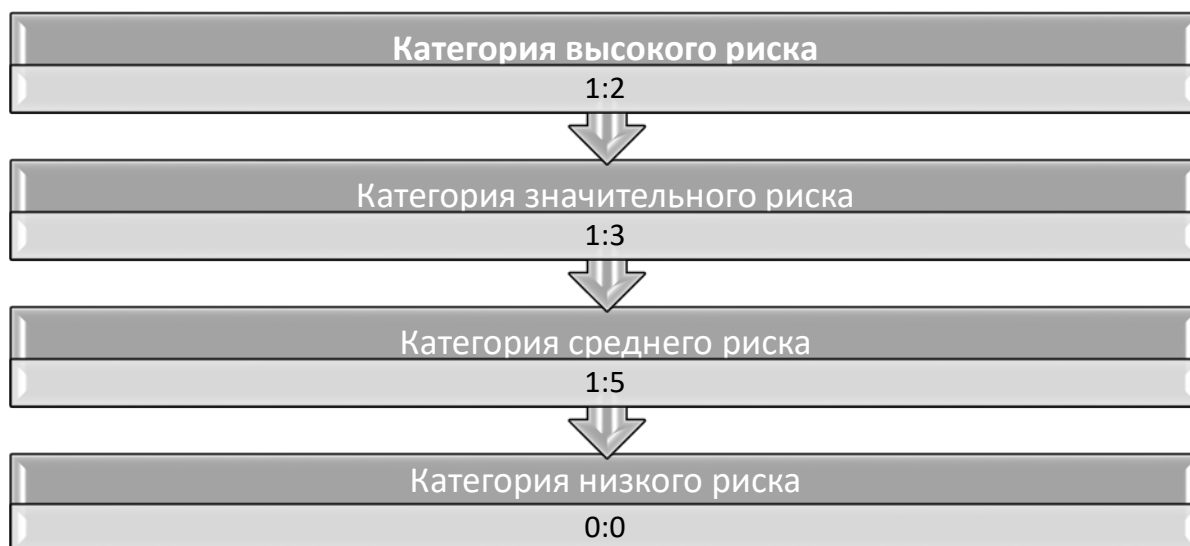 Категория высокого риска
1:2
Категория значительного риска
1:3
Категория среднего риска
1:5
Категория низкого риска
0:0